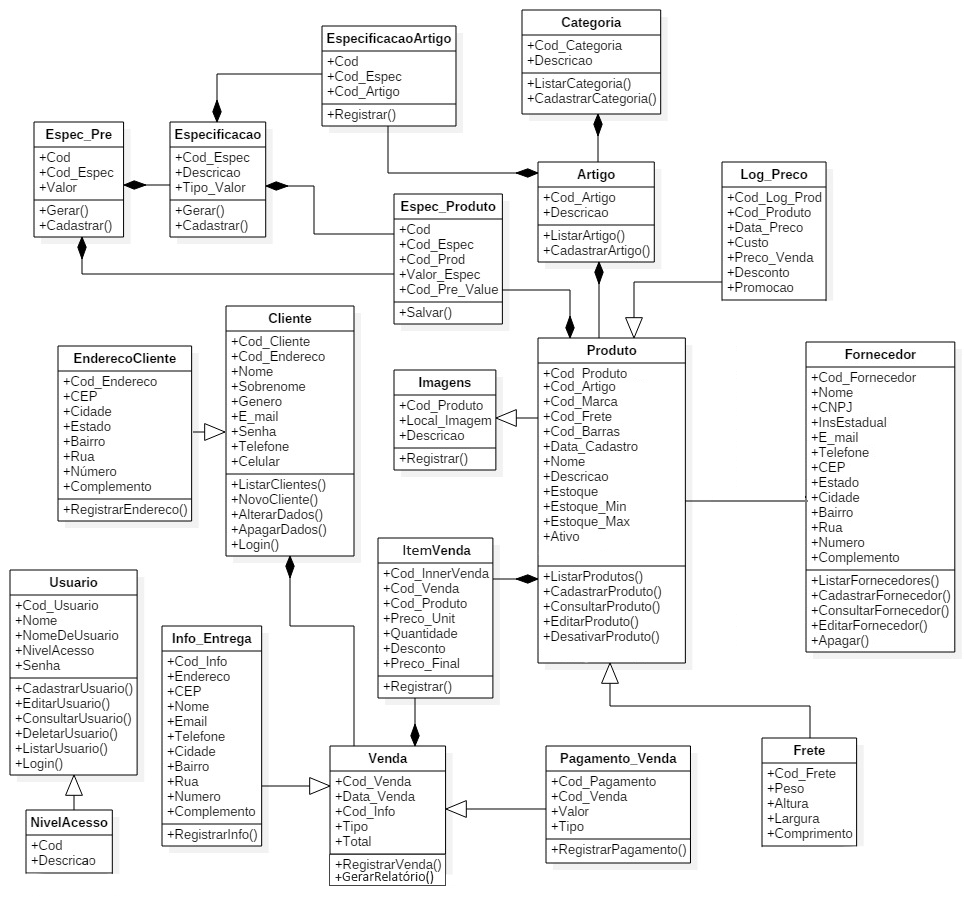 Categoria
+Cod_Categoria
+Descricao
+ListarCategoria()
+CadastrarCategoria()
EspecificacaoArtigo
+Cod
+Cod_Espec
+Cod_Artigo
+Registrar()
Espec_Pre
+Cod
+Cod_Espec
+Valor
+Gerar()
+Cadastrar()
Especificacao
+Cod_Espec
+Descricao
+Tipo_Valor
+Gerar()
+Cadastrar()
Artigo
+Cod_Artigo
+Descricao
+ListarArtigo()
+CadastrarArtigo()
Log_Preco
+Cod_Log_Prod
+Cod_Produto
+Data_Preco
+Custo
+Preco_Venda
+Desconto
+Promocao
Espec_Produto
+Cod
+Cod_Espec
+Cod_Prod
+Valor_Espec
+Cod_Pre_Value
+Salvar()
Cliente
+Cod_Cliente
+Cod_Endereco
+Nome
+Sobrenome
+Genero
+E_mail
+Senha
+Telefone
+Celular
+ListarClientes()
+NovoCliente()
+AlterarDados()
+ApagarDados()
+Login()
EnderecoCliente
+Cod_Endereco
+CEP
+Cidade
+Estado
+Bairro
+Rua
+Número
+Complemento
+RegistrarEndereco()
Imagens
+Cod_Produto
+Local_Imagem
+Descricao
+Registrar()
Produto
+Cod_Produto
+Cod_Artigo
+Cod_Marca
+Cod_Frete
+Cod_Barras
+Data_Cadastro
+Nome
+Descricao
+Estoque
+Estoque_Min
+Estoque_Max
+Ativo
+ListarProdutos()
+CadastrarProduto()
+ConsultarProduto()
+EditarProduto()
+DesativarProduto()
Fornecedor
+Cod_Fornecedor
+Nome
+CNPJ
+InsEstadual
+E_mail
+Telefone
+CEP
+Estado
+Cidade
+Bairro
+Rua
+Numero
+Complemento
+ListarFornecedores()
+CadastrarFornecedor()
+ConsultarFornecedor()
+EditarFornecedor()
+Apagar()
ItemVenda
+Cod_InnerVenda
+Cod_Venda
+Cod_Produto
+Preco_Unit
+Quantidade
+Desconto
+Preco_Final
+Registrar()
Usuario
+Cod_Usuario
+Nome
+NomeDeUsuario
+NivelAcesso
+Senha
+CadastrarUsuario()
+EditarUsuario()
+ConsultarUsuario()
+DeletarUsuario()
+ListarUsuario()
+Login()
Info_Entrega
+Cod_Info
+Endereco
+CEP
+Nome
+Email
+Telefone
+Cidade
+Bairro
+Rua
+Numero
+Complemento
+RegistrarInfo()
Venda
+Cod_Venda
+Data_Venda
+Cod_Info
+Tipo
+Total
+RegistrarVenda()
+GerarRelatório()
Pagamento_Venda
+Cod_Pagamento
+Cod_Venda
+Valor
+Tipo
+RegistrarPagamento()
Frete
+Cod_Frete
+Peso
+Altura
+Largura
+Comprimento
NivelAcesso
+Cod
+Descricao